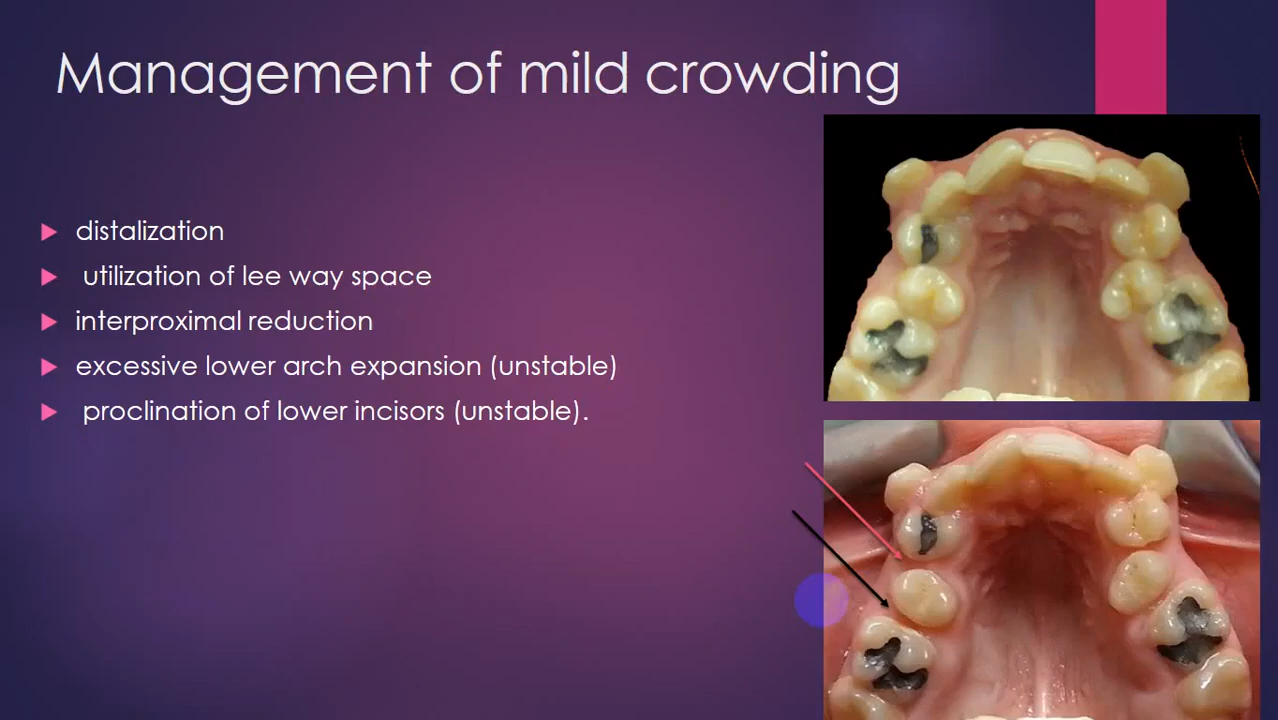 Management of mild crowding
distalization
utilization of lee way space
interproximal reduction
excessive lower arch expansion (unstable)
proclination of lower incisors (unstable).